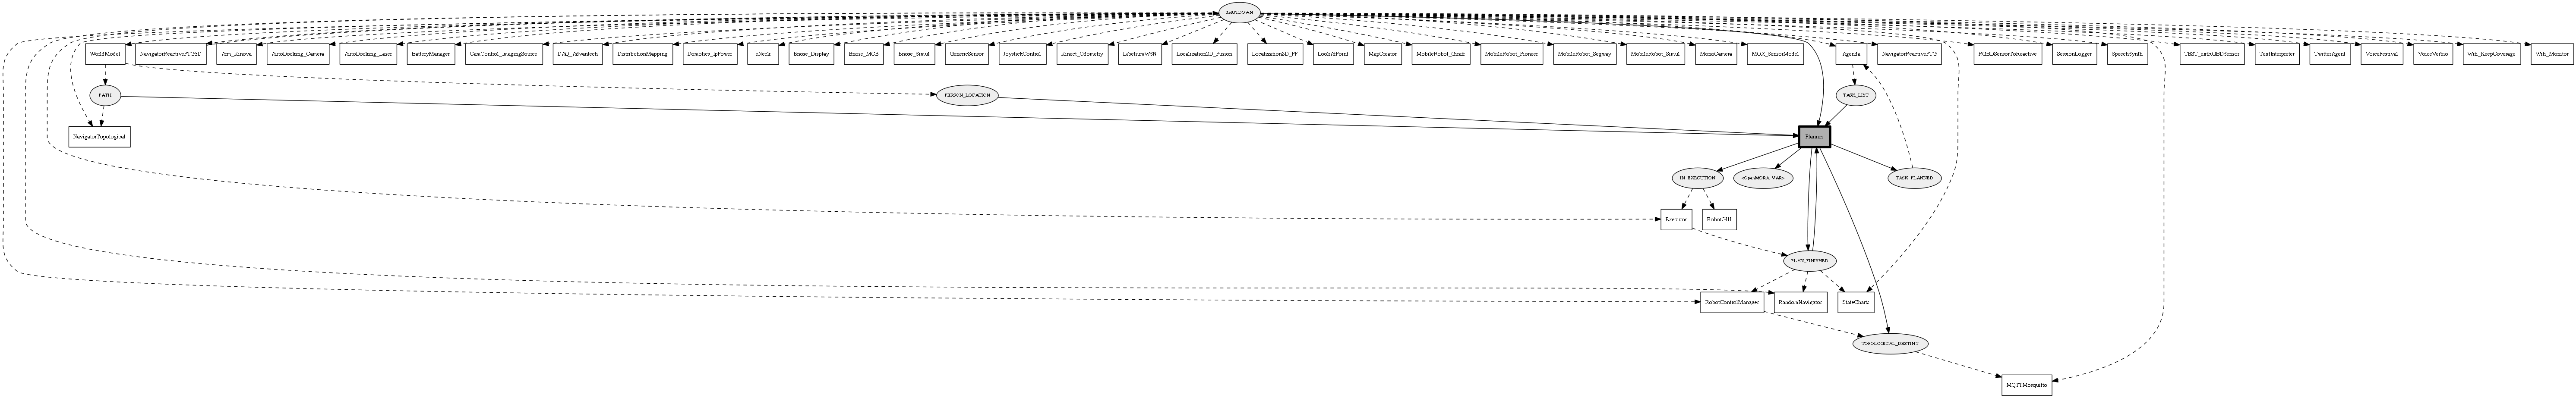 SHUTDOWN
WorldModel
NavigatorReactivePTG3D
Arm_Kinova
AutoDocking_Camera
AutoDocking_Laser
BatteryManager
CamControl_ImagingSource
DAQ_Advantech
DistributionMapping
Domotics_IpPower
eNeck
Enose_Display
Enose_MCE
Enose_Simul
GenericSensor
JoystickControl
Kinect_Odometry
LibeliumWSN
Localization2D_Fusion
Localization2D_PF
LookAtPoint
MapCreator
MobileRobot_Giraff
MobileRobot_Pioneer
MobileRobot_Segway
MobileRobot_Simul
MonoCamera
MOX_SensorModel
Agenda
NavigatorReactivePTG
RGBDSensorToReactive
SessionLogger
SpeechSynth
TEST_extRGBDSensor
TextInterpreter
TwitterAgent
VoiceFestival
VoiceVerbio
Wifi_KeepCoverage
Wifi_Monitor
PATH
PERSON_LOCATION
TASK_LIST
NavigatorTopological
Planner
IN_EXECUTION
<OpenMORA_VAR>
TASK_PLANNED
Executor
RobotGUI
PLAN_FINISHED
RobotControlManager
RandomNavigator
StateCharts
TOPOLOGICAL_DESTINY
MQTTMosquitto